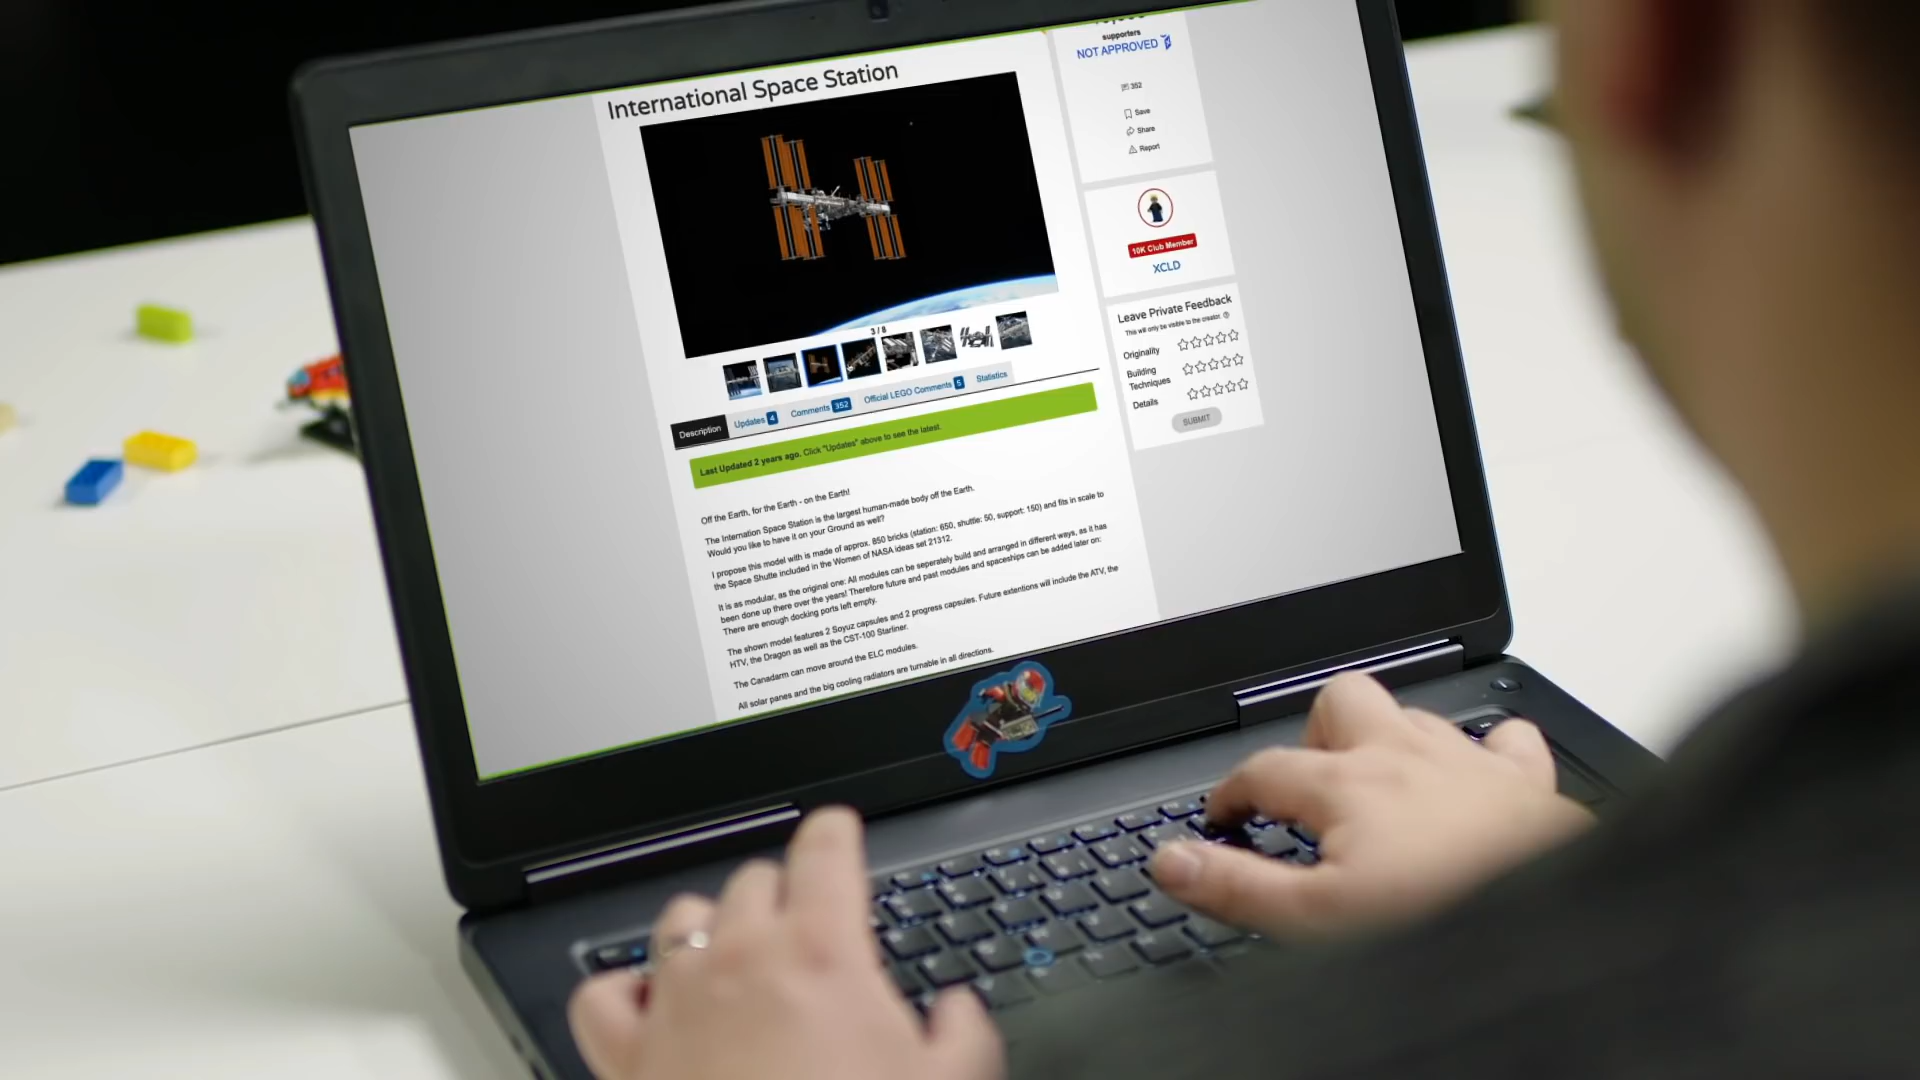 International Space Station
3 / 8
Description
Updates 4
Comments 352
Official LEGO Comments 5
Statistics
Last Updated 2 years ago. Click "Updates" above to see the latest.
Off the Earth, for the Earth - on the Earth!
The Internation Space Station is the largest human-made body off the Earth.
Would you like to have it on your Ground as well?
I propose this model with is made of approx. 850 bricks (station: 650, shuttle: 50, support: 150) and fits in scale to
the Space Shutte included in the Women of NASA ideas set 21312.
It is as modular, as the original one: All modules can be seperately build and arranged in different ways, as it has
been done up there over the years! Therefore future and past modules and spaceships can be added later on:
There are enough docking ports left empty.
The shown model features 2 Soyuz capsules and 2 progress capsules. Future extentions will include the ATV, the
HTV, the Dragon as well as the CST-100 Starliner.
The Canadarm can move around the ELC modules.
All solar panes and the big cooling radiators are turnable in all directions.
supporters
NOT APPROVED
352
Save
Share
Report
10K Club Member
XCLD
Leave Private Feedback
This will only be visible to the creator.
Originality
Building
Techniques
Details
SUBMIT